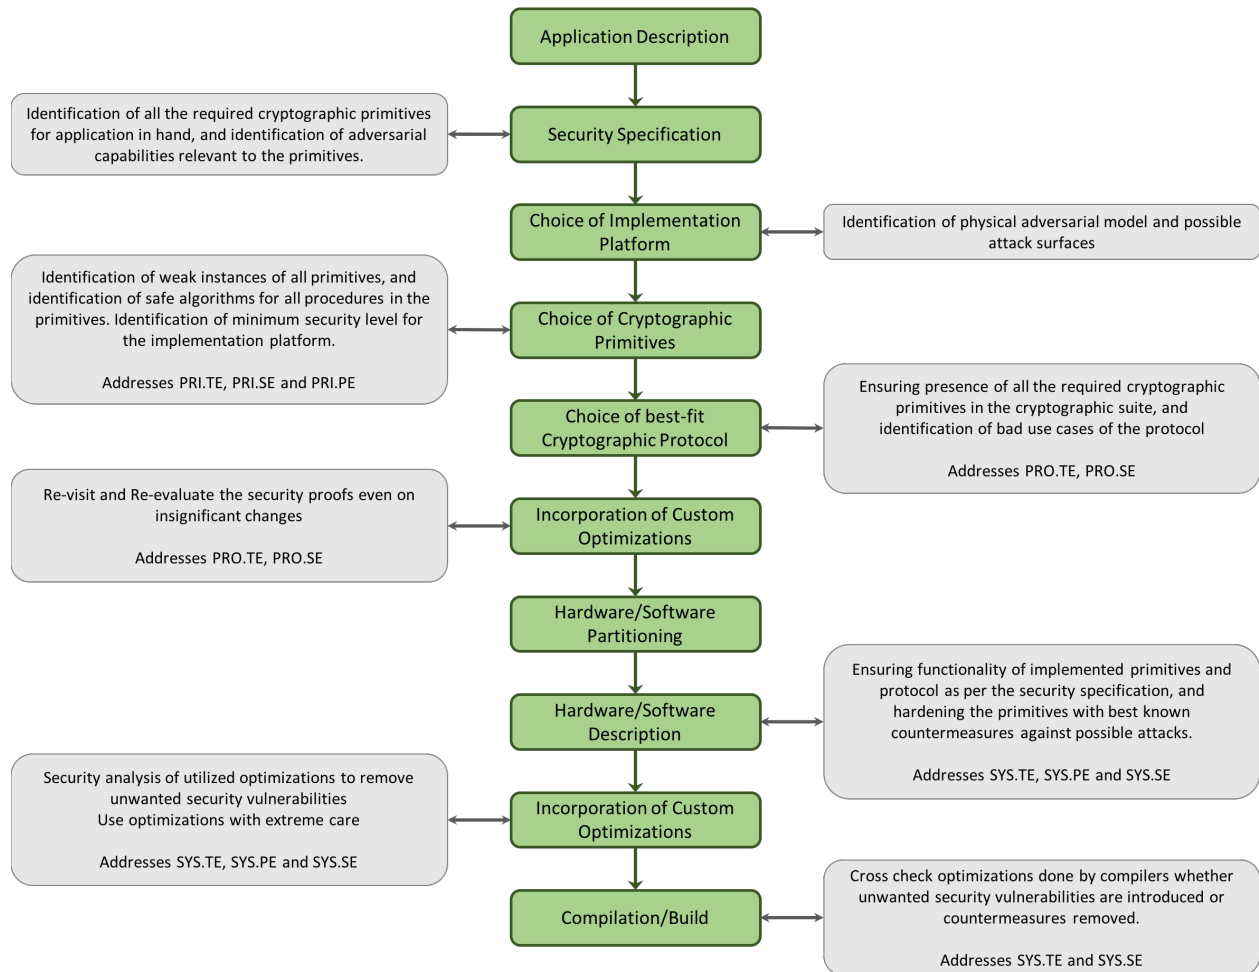 Application Description
Identification of all the required cryptographic primitives
for application in hand, and identification of adversarial
capabilities relevant to the primitives.
Security Specification
Choice of Implementation
Platform
Identification of physical adversarial model and possible
attack surfaces
Identification of weak instances of all primitives, and
identification of safe algorithms for all procedures in the
primitives. Identification of minimum security level for
the implementation platform.
Addresses PRI.TE, PRI.SE and PRI.PE
Choice of Cryptographic
Primitives
Choice of best-fit
Cryptographic Protocol
Ensuring presence of all the required cryptographic
primitives in the cryptographic suite, and
identification of bad use cases of the protocol
Addresses PRO.TE, PRO.SE
Re-visit and Re-evaluate the security proofs even on
insignificant changes
Addresses PRO.TE, PRO.SE
Incorporation of Custom
Optimizations
Hardware/Software
Partitioning
Hardware/Software
Description
Ensuring functionality of implemented primitives and
protocol as per the security specification, and
hardening the primitives with best known
countermeasures against possible attacks.
Addresses SYS.TE, SYS.PE and SYS.SE
Security analysis of utilized optimizations to remove
unwanted security vulnerabilities
Use optimizations with extreme care
Addresses SYS.TE, SYS.PE and SYS.SE
Incorporation of Custom
Optimizations
Compilation/Build
Cross check optimizations done by compilers whether
unwanted security vulnerabilities are introduced or
countermeasures removed.
Addresses SYS.TE and SYS.SE